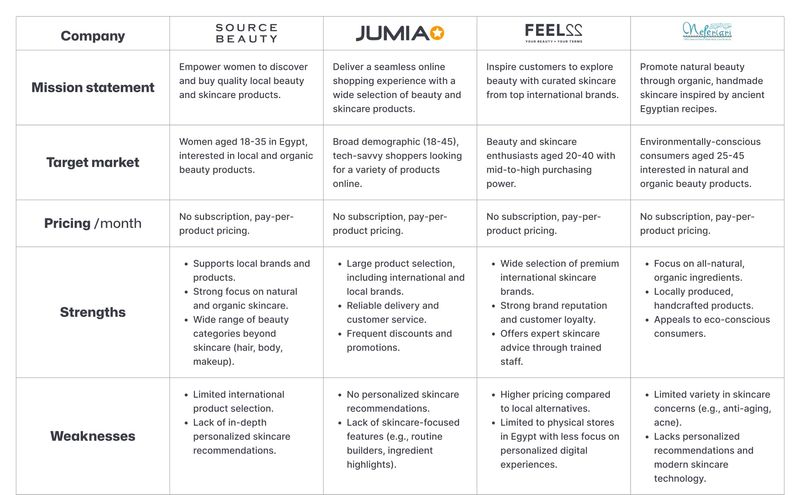 Company
SOURCE
BEAUTY
JUMIA
FEEL22
YOUR BEAUTY • YOUR TERMS
Nefertari
Mission statement
Empower women to discover
and buy quality local beauty
and skincare products.
Deliver a seamless online
shopping experience with a
wide selection of beauty and
skincare products.
Inspire customers to explore
beauty with curated skincare
from top international brands.
Promote natural beauty
through organic, handmade
skincare inspired by ancient
Egyptian recipes.
Target market
Women aged 18-35 in Egypt,
interested in local and organic
beauty products.
Broad demographic (18-45),
tech-savvy shoppers looking
for a variety of products
online.
Beauty and skincare
enthusiasts aged 20-40 with
mid-to-high purchasing
power.
Environmentally-conscious
consumers aged 25-45
interested in natural and
organic beauty products.
Pricing /month
No subscription, pay-per-
product pricing.
No subscription, pay-per-
product pricing.
No subscription, pay-per-
product pricing.
No subscription, pay-per-
product pricing.
Strengths
• Supports local brands and
products.
• Strong focus on natural
and organic skincare.
• Wide range of beauty
categories beyond
skincare (hair, body,
makeup).
• Large product selection,
including international and
local brands.
• Reliable delivery and
customer service.
• Frequent discounts and
promotions.
• Wide selection of premium
international skincare
brands.
• Strong brand reputation
and customer loyalty.
• Offers expert skincare
advice through trained
staff.
• Focus on all-natural,
organic ingredients.
• Locally produced,
handcrafted products.
• Appeals to eco-conscious
consumers.
Weaknesses
• Limited international
product selection.
• Lack of in-depth
personalized skincare
recommendations.
• No personalized skincare
recommendations.
• Lack of skincare-focused
features (e.g., routine
builders, ingredient
highlights).
• Higher pricing compared
to local alternatives.
• Limited to physical stores
in Egypt with less focus on
personalized digital
experiences.
• Limited variety in skincare
concerns (e.g., anti-aging,
acne).
• Lacks personalized
recommendations and
modern skincare
technology.